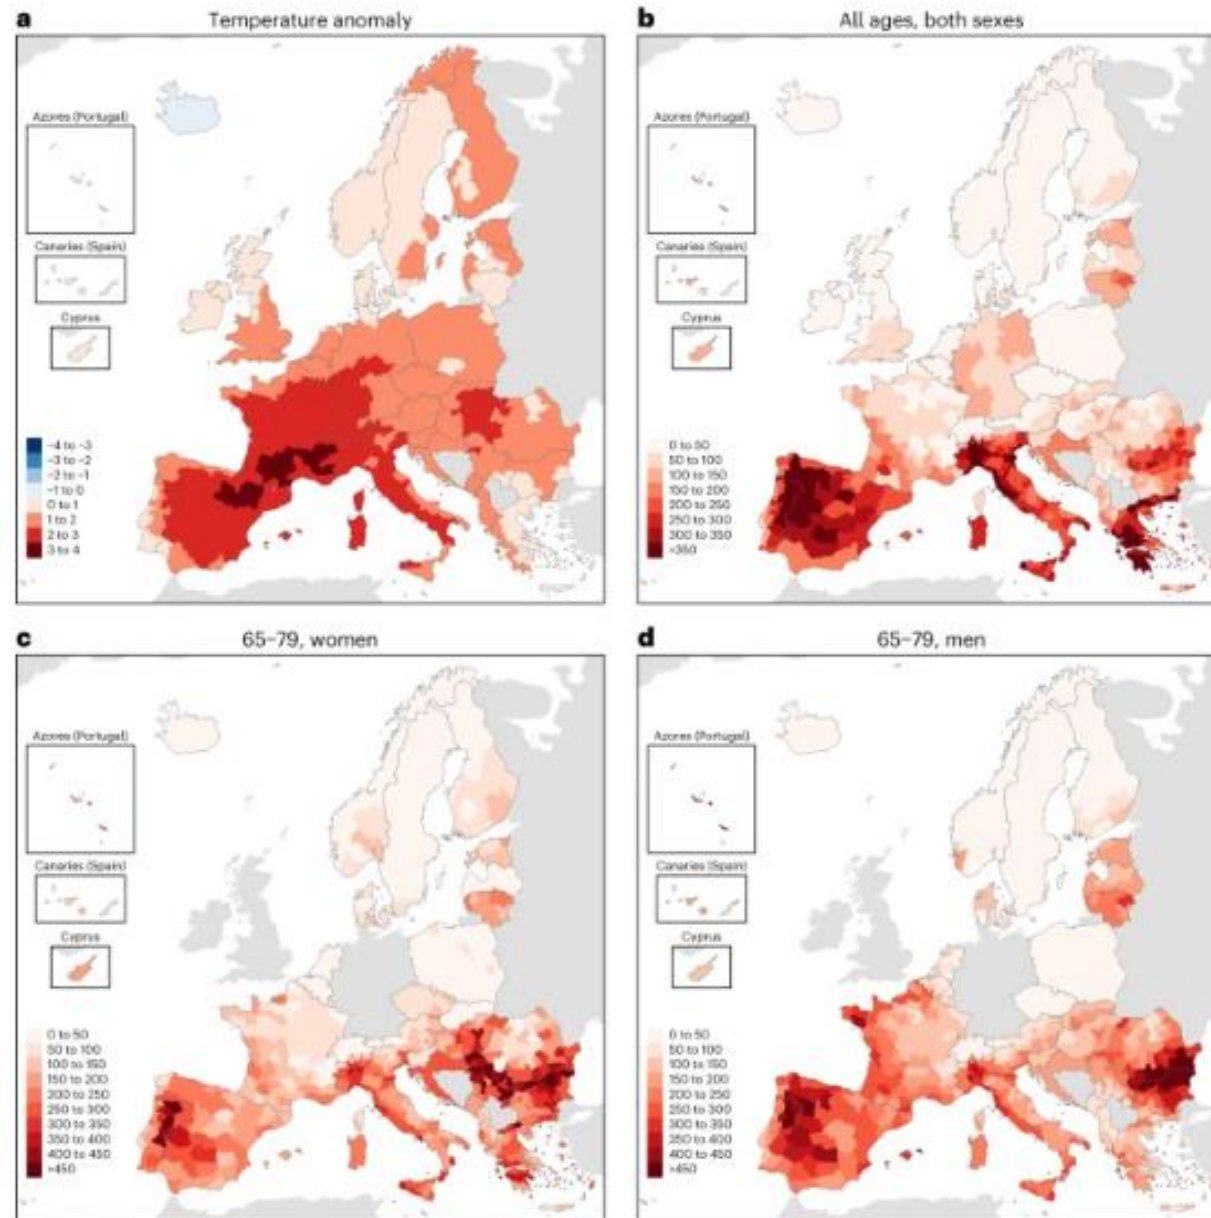 a Temperature anomaly
Azores (Portugal)
Canaries (Spain)
Cyprus
-4 to -3
-3 to -2
-2 to -1
-1 to 0
0 to 1
1 to 2
2 to 3
3 to 4
b All ages, both sexes
Azores (Portugal)
Canaries (Spain)
Cyprus
0 to 50
50 to 100
100 to 150
150 to 200
200 to 250
250 to 300
300 to 350
>350
c 65–79, women
Azores (Portugal)
Canaries (Spain)
Cyprus
0 to 50
50 to 100
100 to 150
150 to 200
200 to 250
250 to 300
300 to 350
350 to 400
400 to 450
>450
d 65–79, men
Azores (Portugal)
Canaries (Spain)
Cyprus
0 to 50
50 to 100
100 to 150
150 to 200
200 to 250
250 to 300
300 to 350
350 to 400
400 to 450
>450